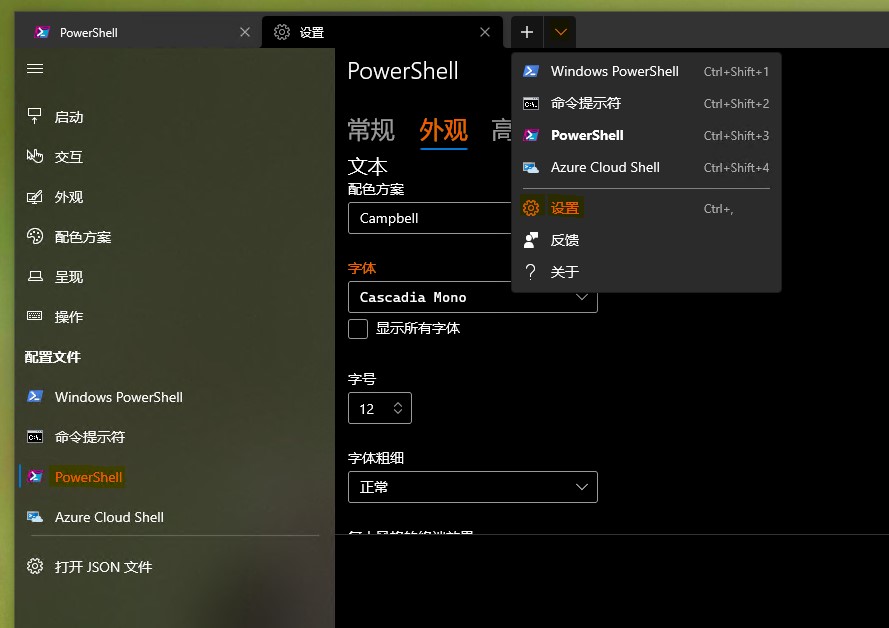 PowerShell
设置
启动
交互
外观
配色方案
呈现
操作
配置文件
Windows PowerShell
命令提示符
PowerShell
Azure Cloud Shell
打开 JSON 文件
PowerShell
常规 外观 高
文本
配色方案
Campbell
字体
Cascadia Mono
显示所有字体
字号
12
字体粗细
正常
Windows PowerShell Ctrl+Shift+1
命令提示符 Ctrl+Shift+2
PowerShell Ctrl+Shift+3
Azure Cloud Shell Ctrl+Shift+4
设置 Ctrl+,
反馈
关于